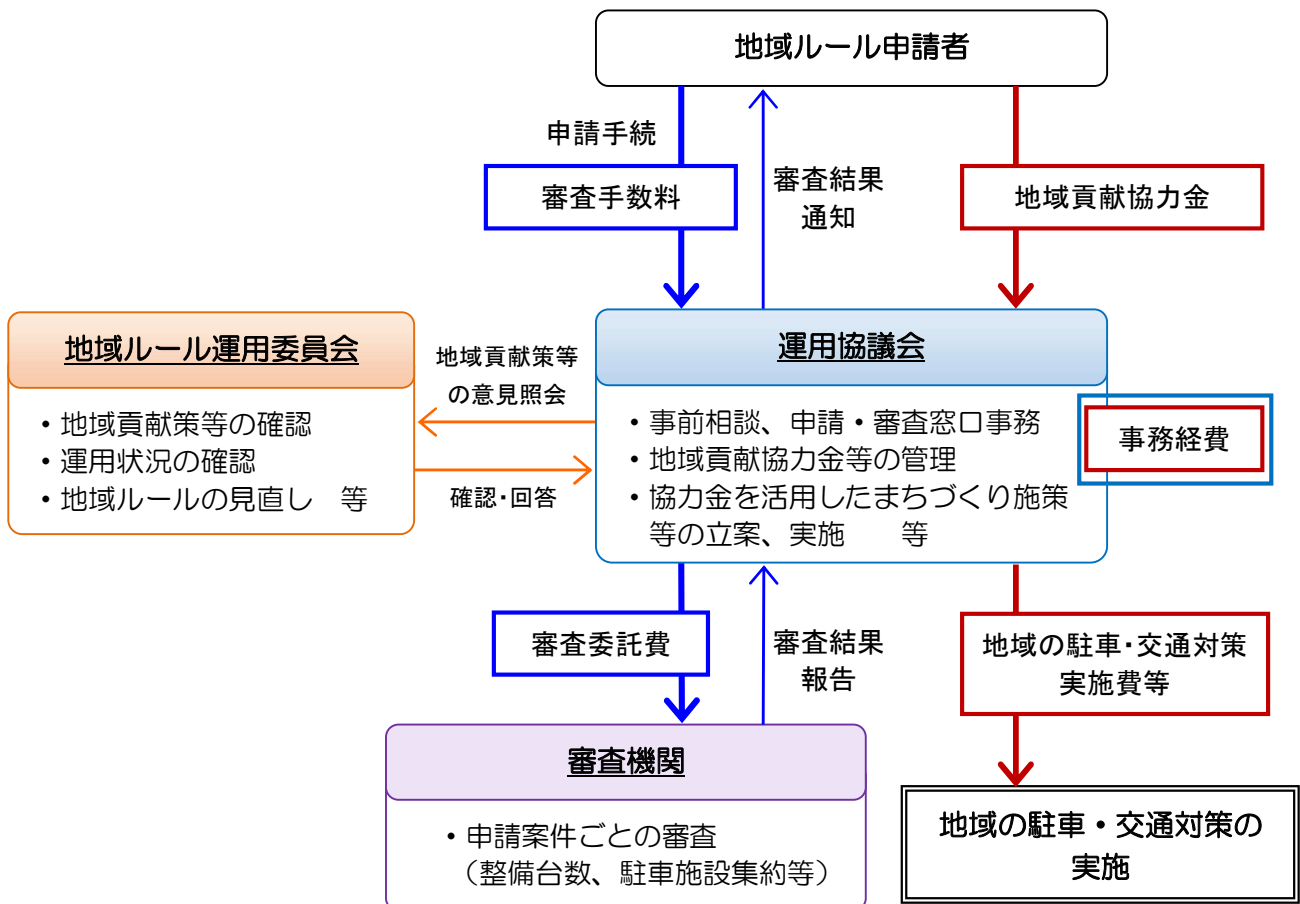 地域ルール申請者
申請手続
審査手数料
審査結果
通知
地域貢献協力金
地域ルール運用委員会
・地域貢献策等の確認
・運用状況の確認
・地域ルールの見直し　等
地域貢献策等
の意見照会
確認・回答
運用協議会
・事前相談、申請・審査窓口事務
・地域貢献協力金等の管理
・協力金を活用したまちづくり施策
等の立案、実施　　等
事務経費
審査委託費
審査結果
報告
地域の駐車・交通対策
実施費等
審査機関
・申請案件ごとの審査
（整備台数、駐車施設集約等）
地域の駐車・交通対策の
実施